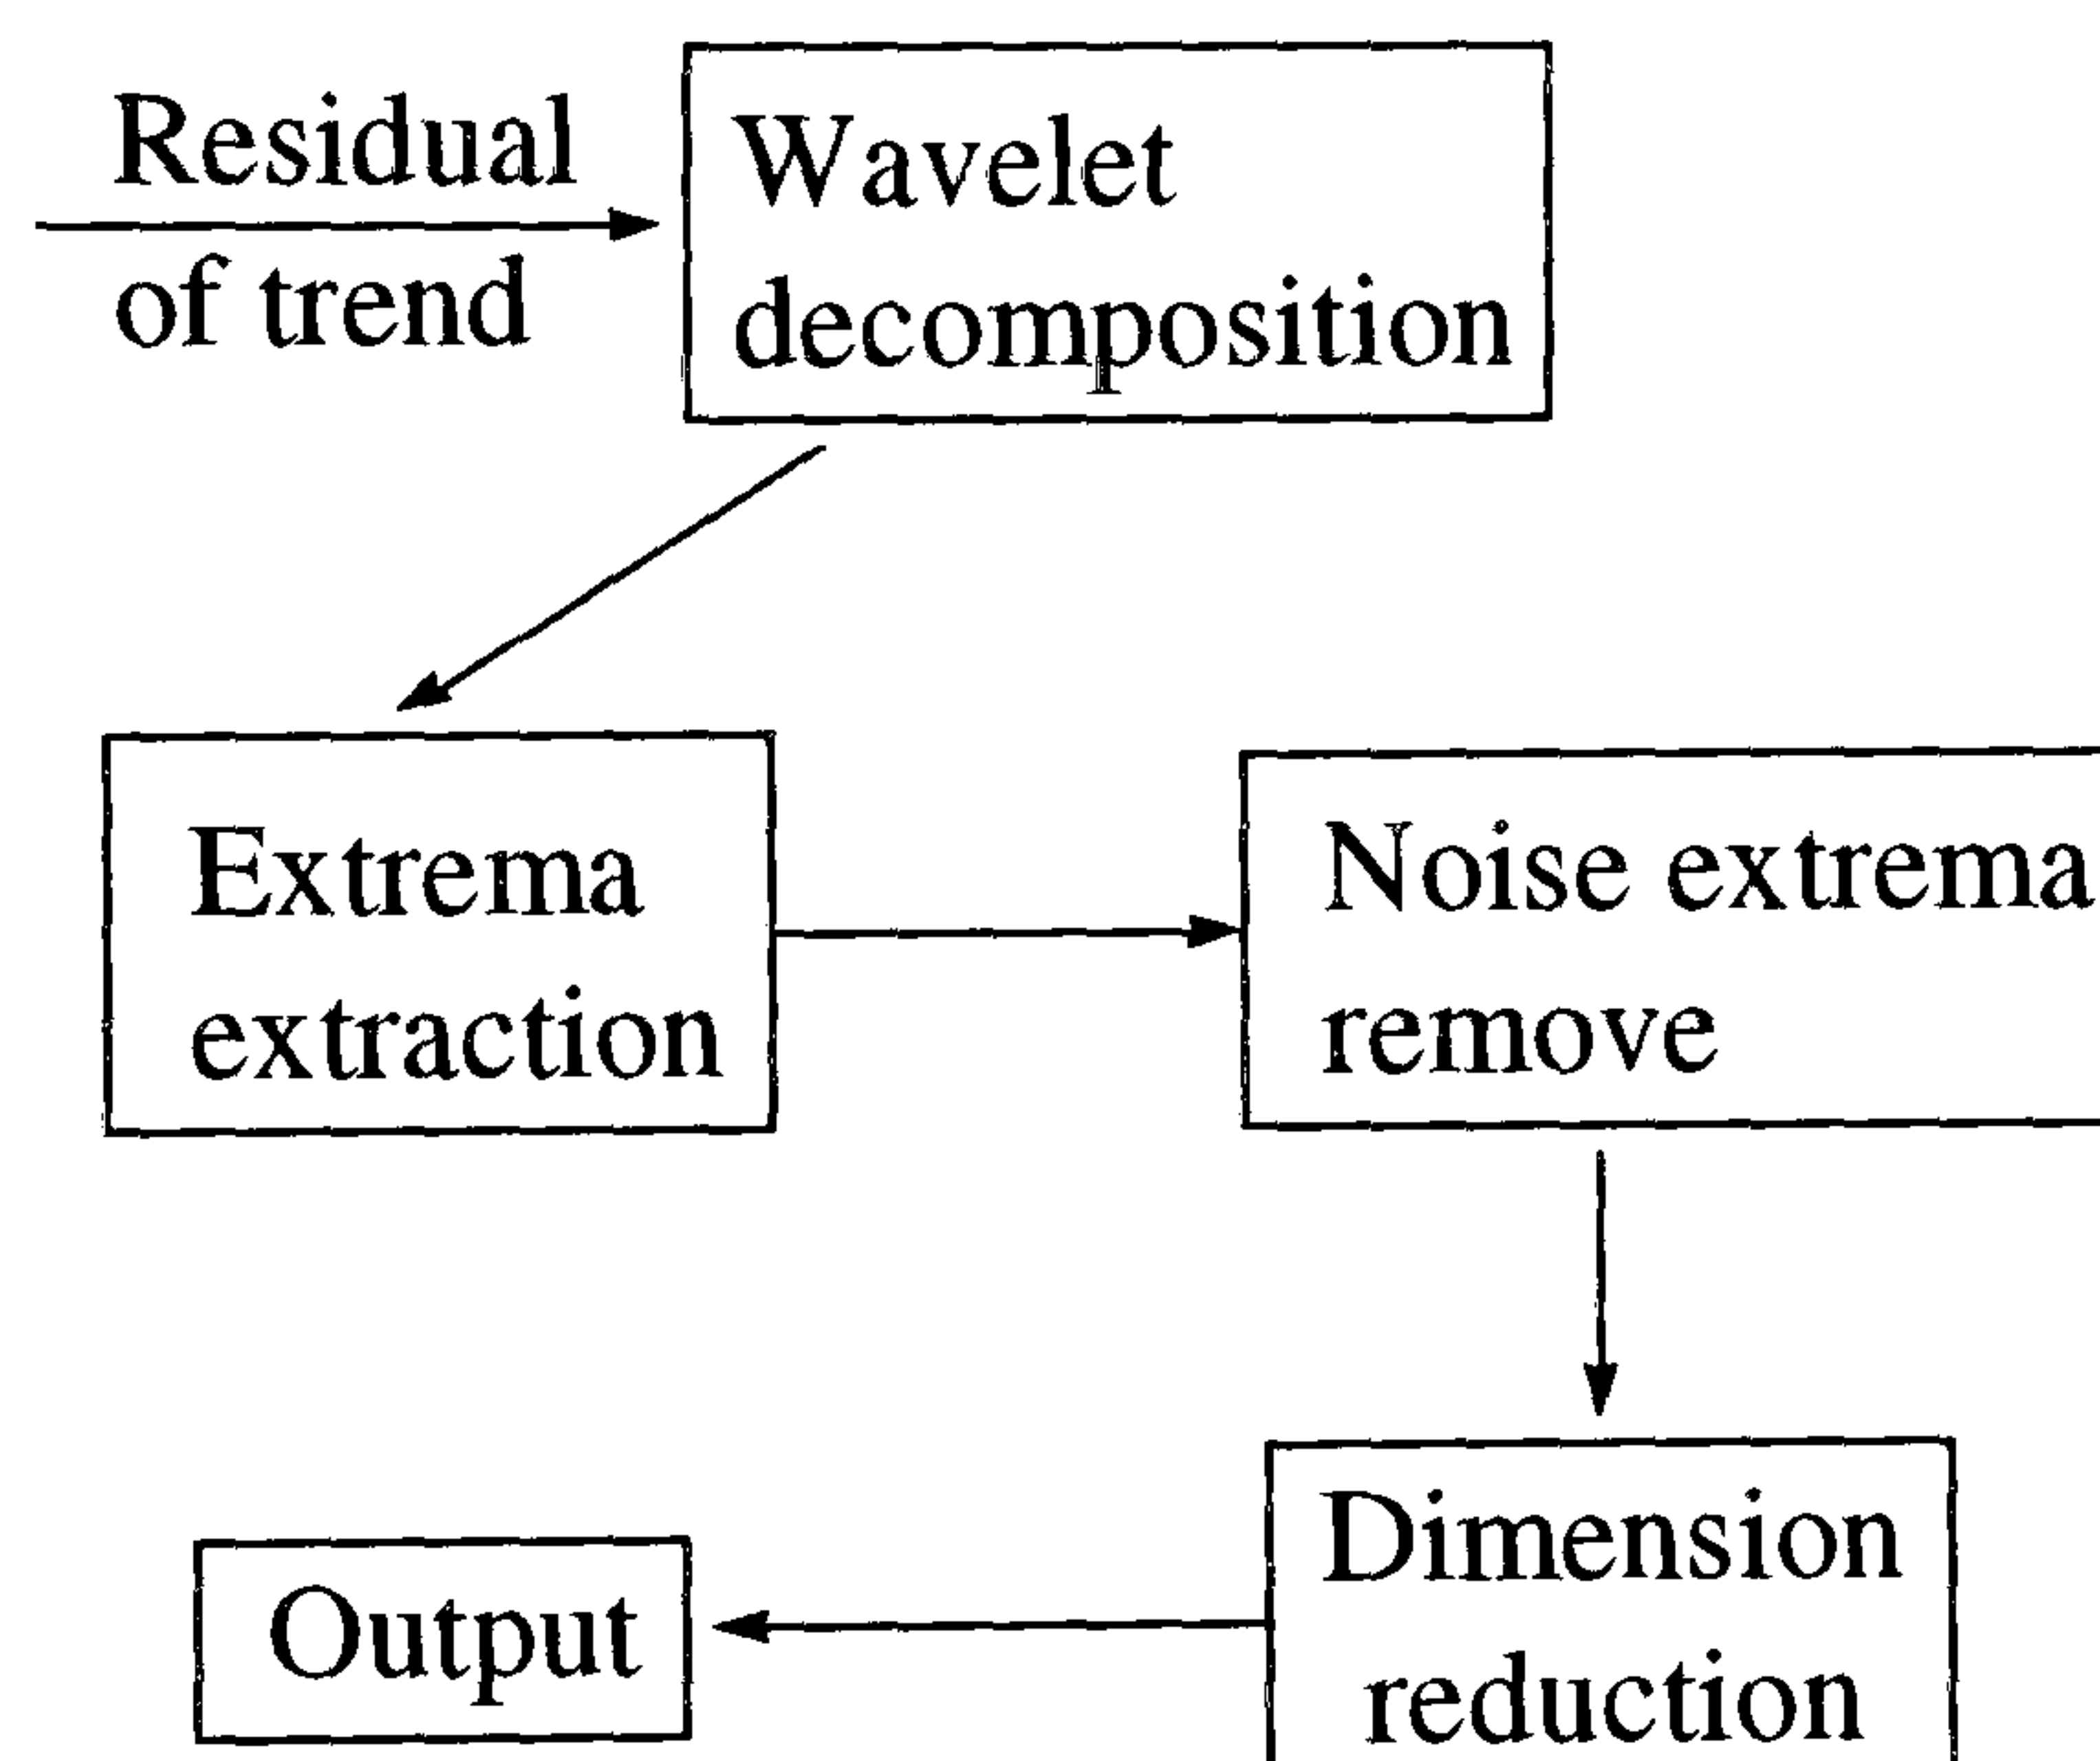 Residual
of trend
Wavelet
decomposition
Extrema
extraction
Noise extrema
remove
Dimension
reduction
Output